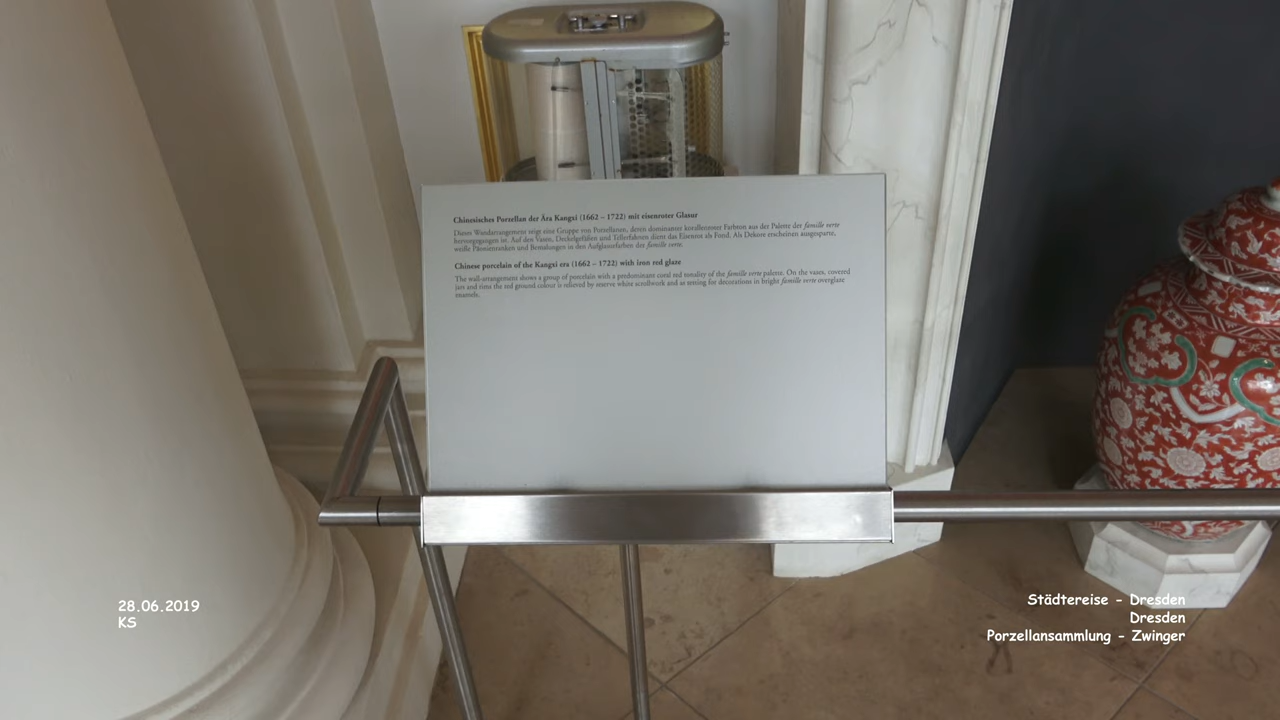 Chinesisches Porzellan der Ära Kangxi (1662 – 1722) mit eisenroter Glasur
Dieses Wandarrangement zeigt eine Gruppe von Porzellanen, deren dominanter korallenroter Farbton aus der Palette der famille verte
hervorgegangen ist. Auf den Vasen, Deckelgefäßen und Tellerfahnen dient das Eisenrot als Fond. Als Dekore erscheinen ausgesparte,
weiße Päonienranken und Bemalungen in den Aufglasurfarben der famille verte.
Chinese porcelain of the Kangxi era (1662 – 1722) with iron red glaze
The wall-arrangement shows a group of porcelain with a predominant coral red tonality of the famille verte palette. On the vases, covered
jars and rims the red ground colour is relieved by reserve white scrollwork and as setting for decorations in bright famille verte overglaze
enamels.
28.06.2019
KS
Städtereise - Dresden
Dresden
Porzellansammlung - Zwinger